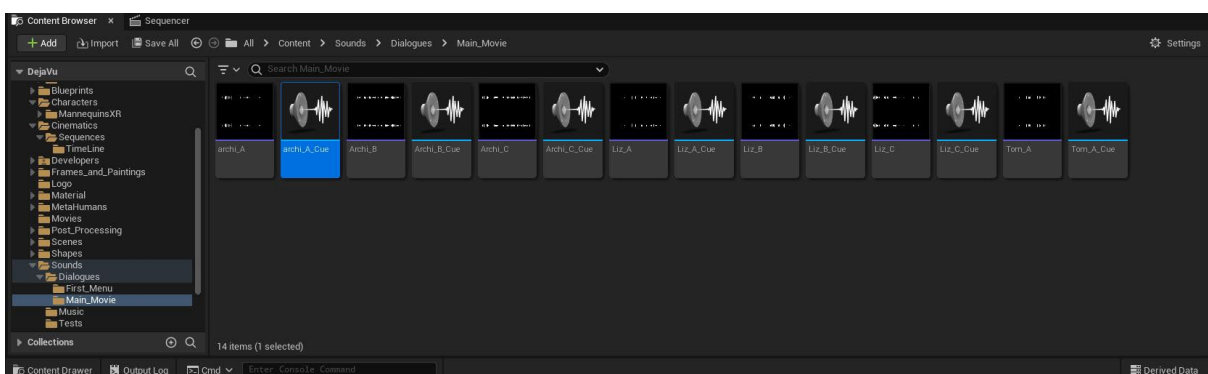 Content Browser × Sequencer
+ Add Import Save All All > Content > Sounds > Dialogues > Main_Movie Settings
DejaVu
Search Main_Movie
Blueprints
Characters
MannequinsXR
Cinematics
Sequences
TimeLine
Developers
Frames_and_Paintings
Logo
Material
MetaHumans
Movies
Post_Processing
Scenes
Shapes
Sounds
Dialogues
First_Menu
Main_Movie
Music
Tests
Collections
archi_A archi_A_Cue Archi_B Archi_B_Cue Archi_C Archi_C_Cue Liz_A Liz_A_Cue Liz_B Liz_B_Cue Liz_C Liz_C_Cue Tom_A Tom_A_Cue
14 items (1 selected)
Content Drawer Output Log Cmd Enter Console Command Derived Data